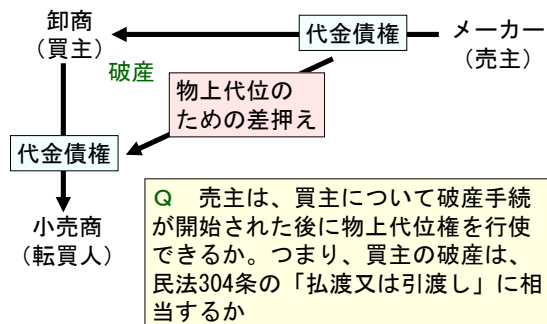 卸商
（買主）
代金債権
メーカー
（売主）
破産
物上代位の
ための差押え
代金債権
小売商
（転買人）
Q　売主は、買主について破産手続
が開始された後に物上代位権を行使
できるか。つまり、買主の破産は、
民法304条の「払渡又は引渡し」に相
当するか